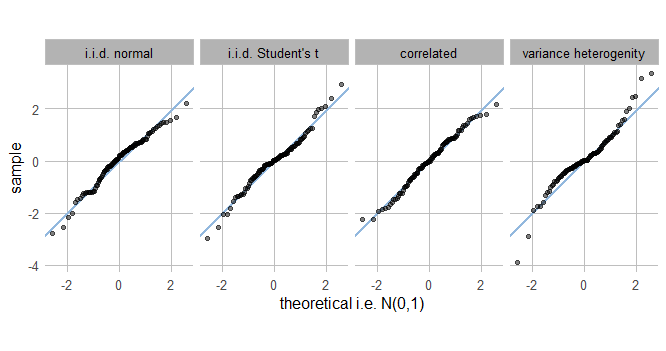 i.i.d. normal
i.i.d. Student's t
correlated
variance heterogenity
sample
2
0
-2
-4
-2 0 2
-2 0 2
-2 0 2
-2 0 2
theoretical i.e. N(0,1)